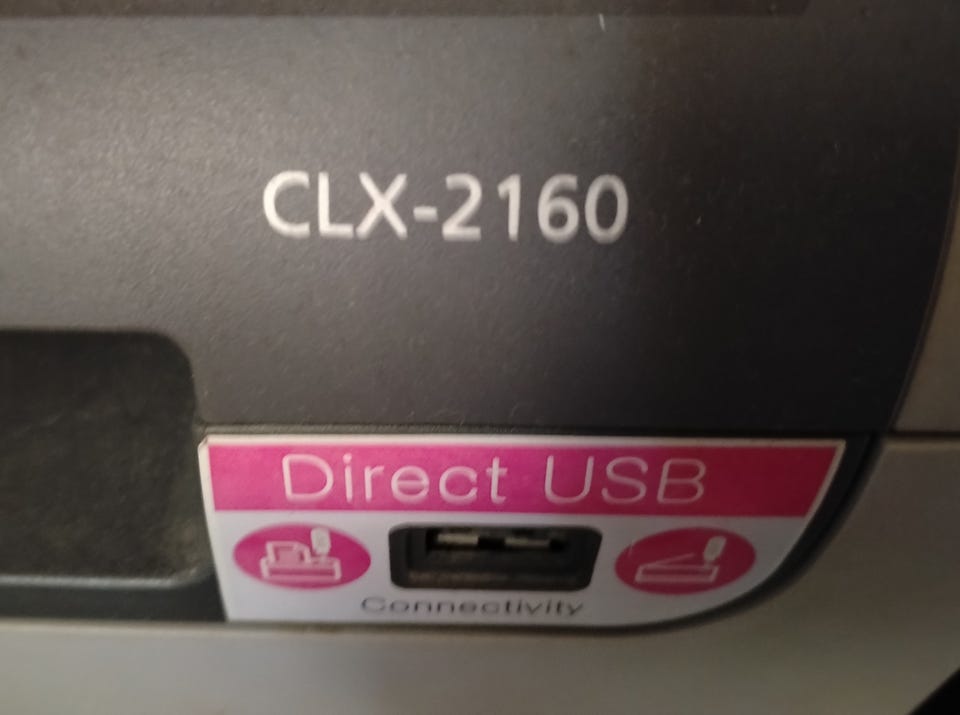 CLX-2160
Direct USB
Connectivity